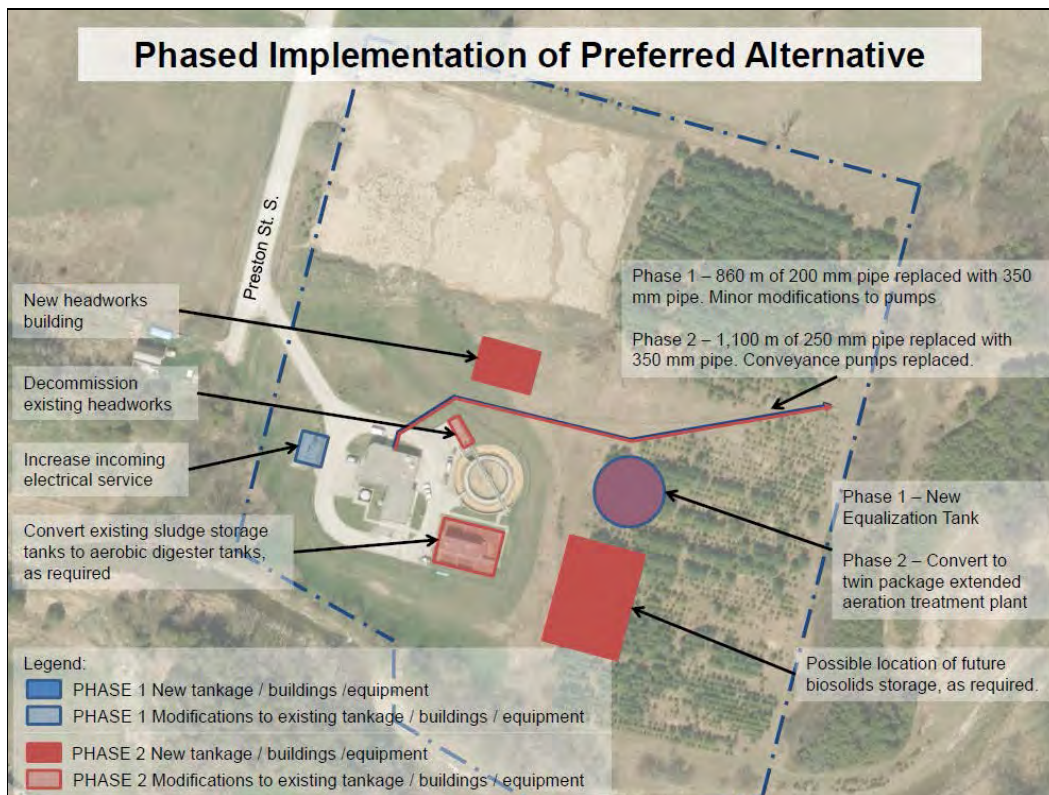 Phased Implementation of Preferred Alternative
Preston St. S.
New headworks
building
Decommission
existing headworks
Increase incoming
electrical service
Convert existing sludge storage
tanks to aerobic digester tanks,
as required
Phase 1 – 860 m of 200 mm pipe replaced with 350
mm pipe. Minor modifications to pumps
Phase 2 – 1,100 m of 250 mm pipe replaced with
350 mm pipe. Conveyance pumps replaced.
Phase 1 – New
Equalization Tank
Phase 2 – Convert to
twin package extended
aeration treatment plant
Possible location of future
biosolids storage, as required.
Legend:
PHASE 1 New tankage / buildings /equipment
PHASE 1 Modifications to existing tankage / buildings / equipment
PHASE 2 New tankage / buildings /equipment
PHASE 2 Modifications to existing tankage / buildings / equipment